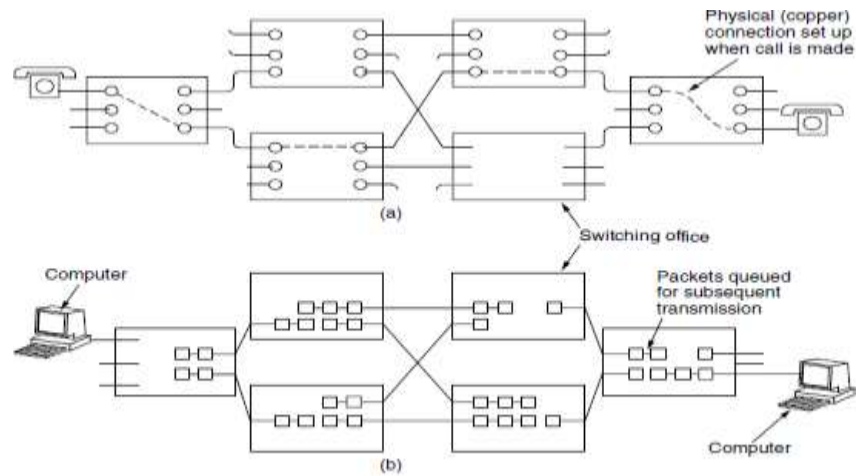 Physical (copper)
connection set up
when call is made
(a)
Switching office
Computer
Packets queued
for subsequent
transmission
Computer
(b)